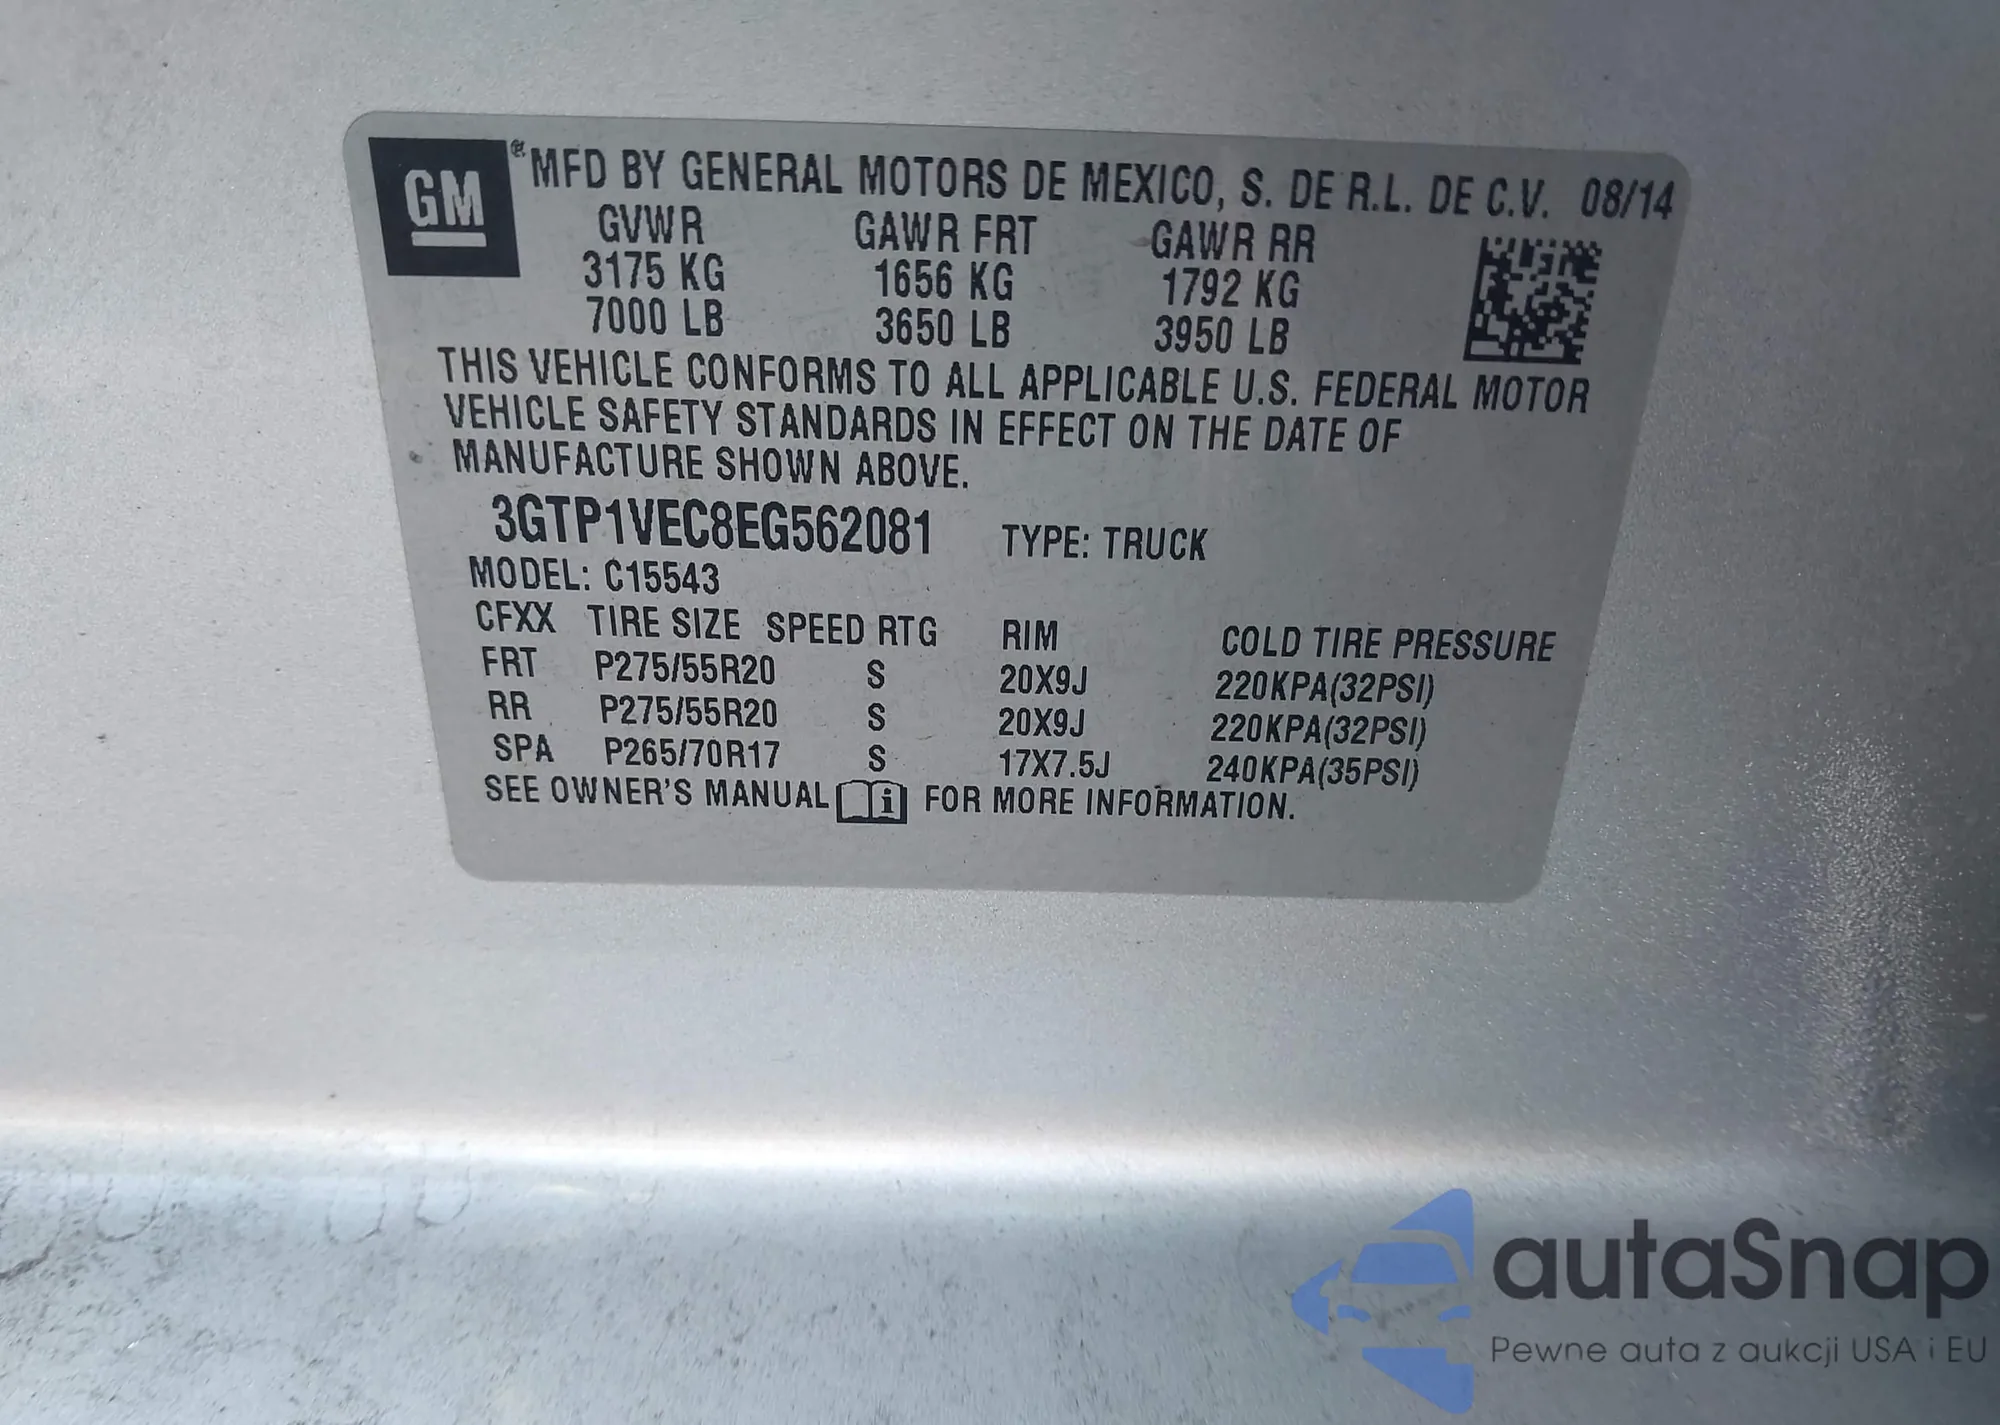 GM® MFD BY GENERAL MOTORS DE MEXICO, S. DE R.L. DE C.V. 08/14
GVWR GAWR FRT GAWR RR
3175 KG 1656 KG 1792 KG
7000 LB 3650 LB 3950 LB
THIS VEHICLE CONFORMS TO ALL APPLICABLE U.S. FEDERAL MOTOR
VEHICLE SAFETY STANDARDS IN EFFECT ON THE DATE OF
MANUFACTURE SHOWN ABOVE.
3GTP1VEC8EG562081 TYPE: TRUCK
MODEL: C15543
CFXX TIRE SIZE SPEED RTG RIM COLD TIRE PRESSURE
FRT P275/55R20 S 20X9J 220KPA(32PSI)
RR P275/55R20 S 20X9J 220KPA(32PSI)
SPA P265/70R17 S 17X7.5J 240KPA(35PSI)
SEE OWNER'S MANUAL i FOR MORE INFORMATION.
autaSnap
Pewne auta z aukcji USA i EU